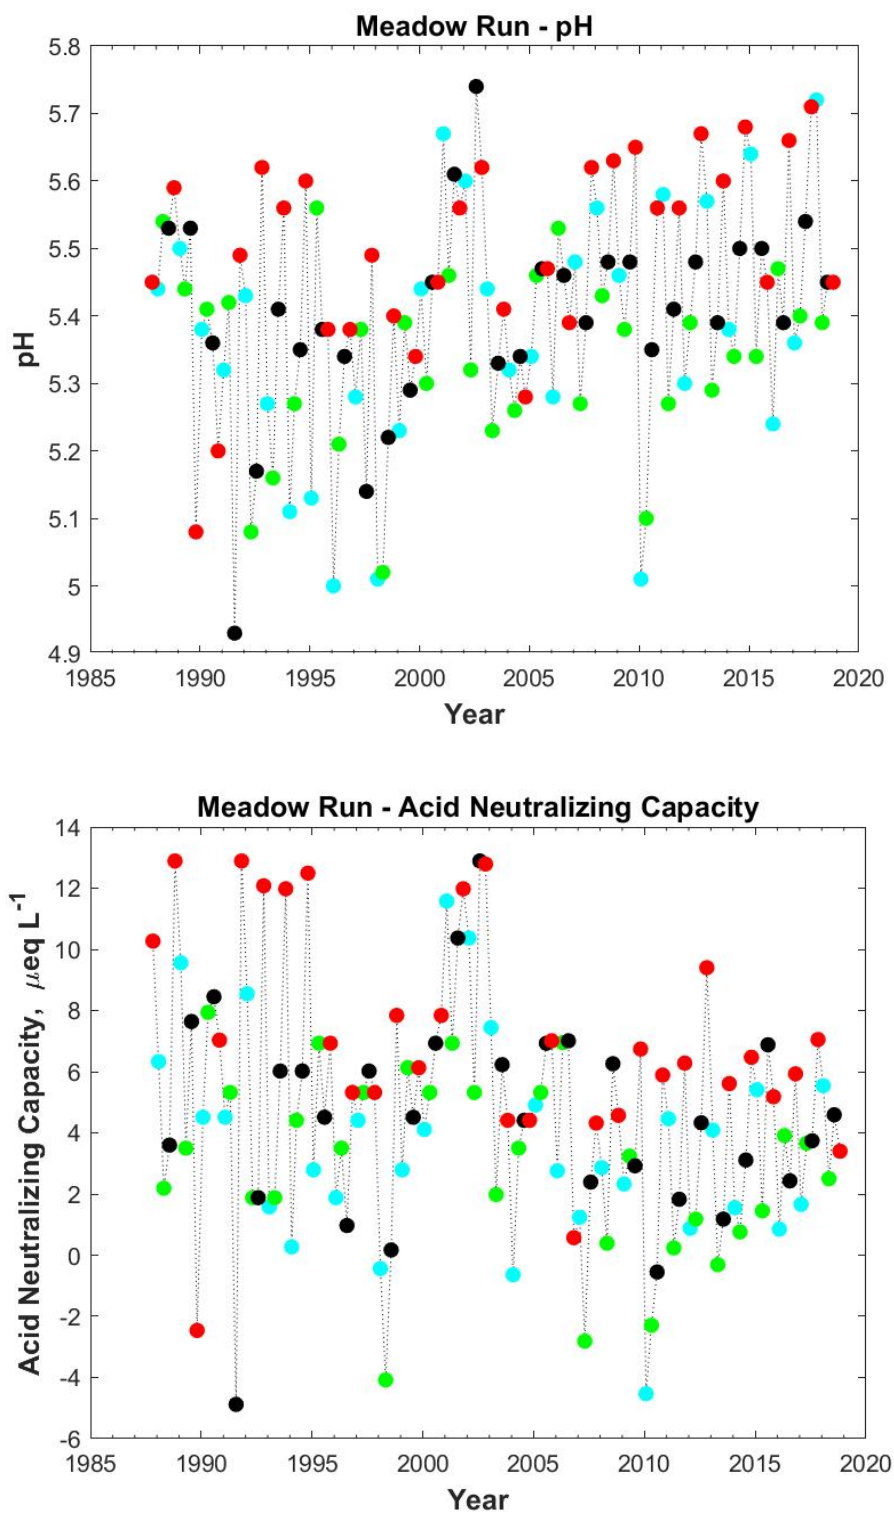 Meadow Run - pH
5.8
5.7
5.6
5.5
5.4
5.3
5.2
5.1
5
4.9
pH
1985 1990 1995 2000 2005 2010 2015 2020
Year
Meadow Run - Acid Neutralizing Capacity
14
12
10
8
6
4
2
0
-2
-4
-6
Acid Neutralizing Capacity, μeq L⁻¹
1985 1990 1995 2000 2005 2010 2015 2020
Year